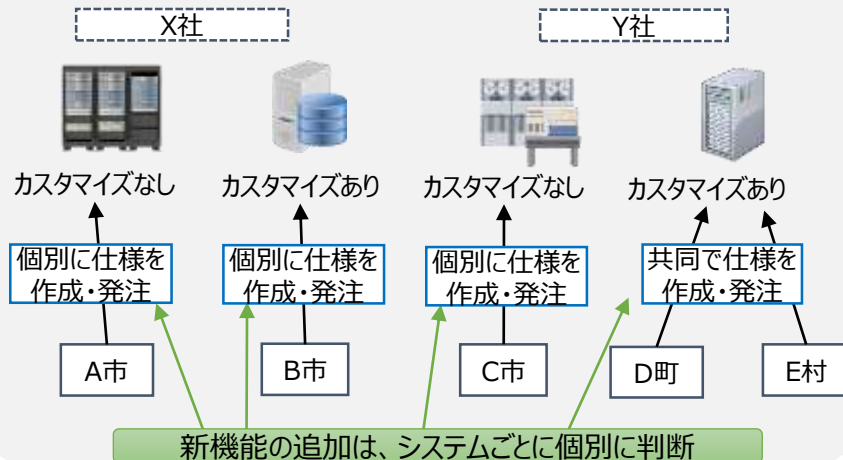 X社
Y社
カスタマイズなし
カスタマイズあり
カスタマイズなし
カスタマイズあり
個別に仕様を
作成・発注
個別に仕様を
作成・発注
個別に仕様を
作成・発注
共同で仕様を
作成・発注
A市
B市
C市
D町
E村
新機能の追加は、システムごとに個別に判断